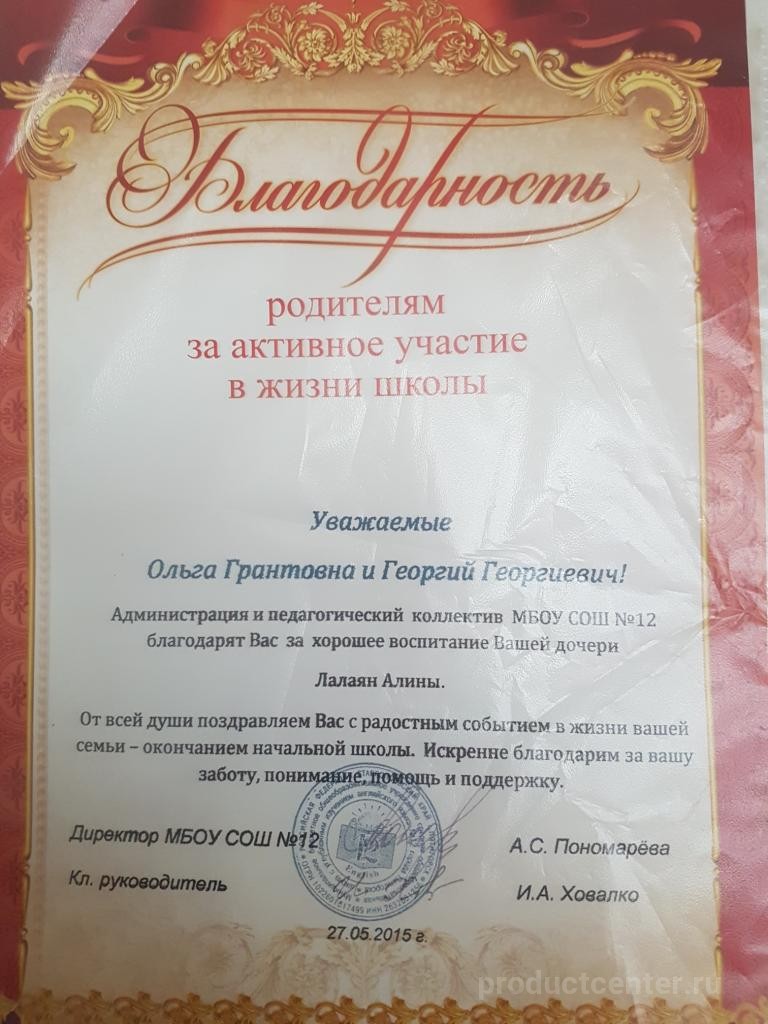 Благодарность
родителям
за активное участие
в жизни школы
Уважаемые
Ольга Грантовна и Георгий Георгиевич!
Администрация и педагогический коллектив МБОУ СОШ №12
благодарят Вас за хорошее воспитание Вашей дочери
Лалаян Алины.
От всей души поздравляем Вас с радостным событием в жизни вашей
семьи – окончанием начальной школы. Искренне благодарим за вашу
заботу, понимание, помощь и поддержку.
Директор МБОУ СОШ №12 А.С. Пономарёва
English
Кл. руководитель И.А. Ховалко
27.05.2015 г.
productcenter.ru